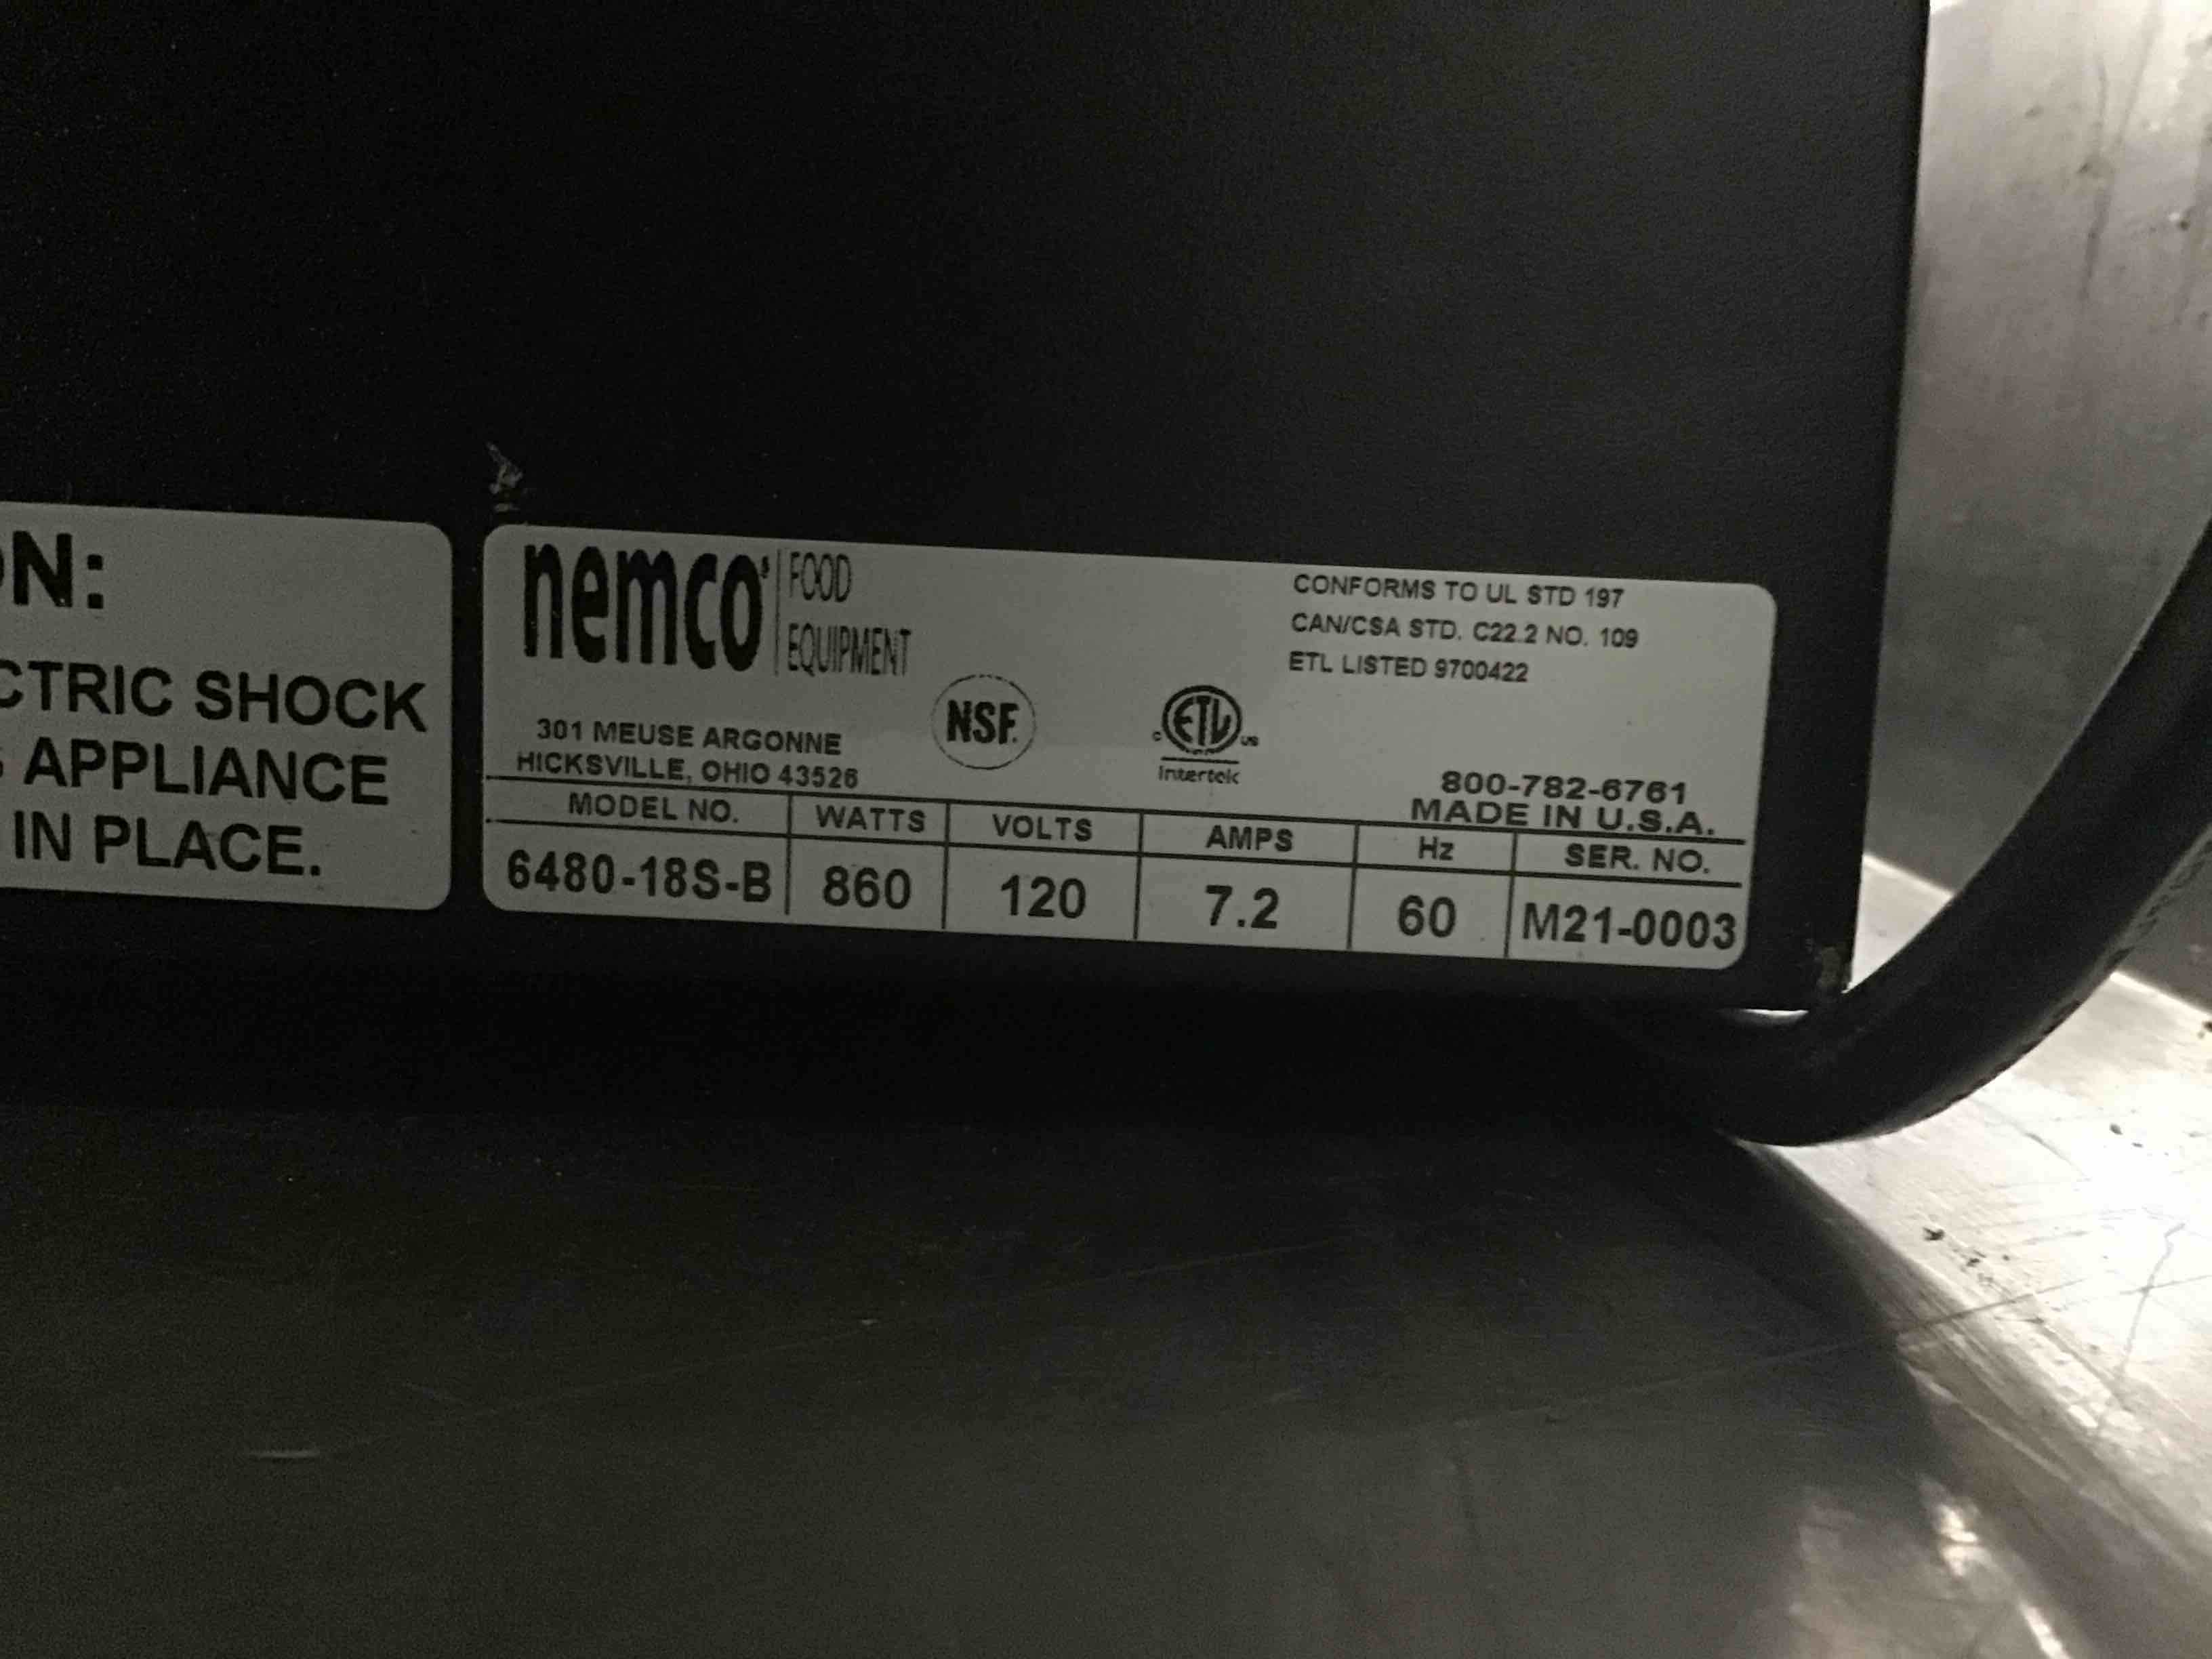 ON:
CTRIC SHOCK
S APPLIANCE
IN PLACE.
nemco® FOOD
EQUIPMENT
CONFORMS TO UL STD 197
CAN/CSA STD. C22.2 NO. 109
ETL LISTED 9700422
NSF.
C ETL US
Intertek
301 MEUSE ARGONNE
HICKSVILLE, OHIO 43526
800-782-6761
MADE IN U.S.A.
MODEL NO. WATTS VOLTS AMPS Hz SER. NO.
6480-18S-B 860 120 7.2 60 M21-0003